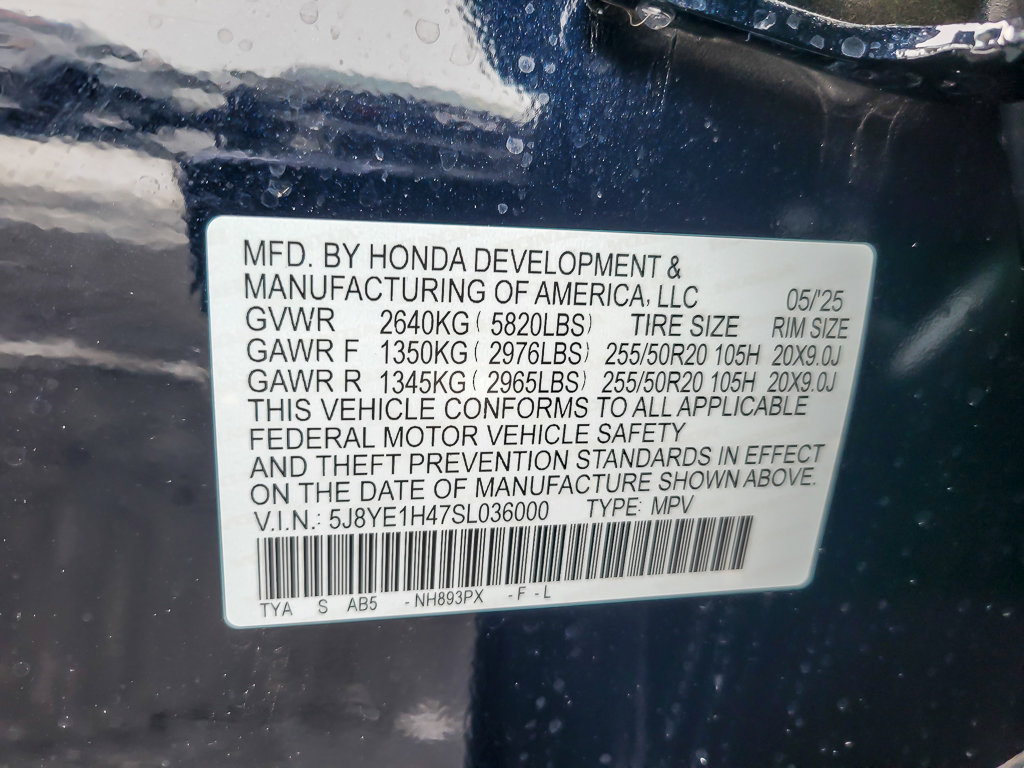 MFD. BY HONDA DEVELOPMENT &
MANUFACTURING OF AMERICA, LLC 05/'25
GVWR 2640KG ( 5820LBS) TIRE SIZE RIM SIZE
GAWR F 1350KG ( 2976LBS) 255/50R20 105H 20X9.0J
GAWR R 1345KG ( 2965LBS) 255/50R20 105H 20X9.0J
THIS VEHICLE CONFORMS TO ALL APPLICABLE
FEDERAL MOTOR VEHICLE SAFETY
AND THEFT PREVENTION STANDARDS IN EFFECT
ON THE DATE OF MANUFACTURE SHOWN ABOVE.
V.I.N.: 5J8YE1H47SL036000 TYPE: MPV
TYA S AB5 -NH893PX -F -L